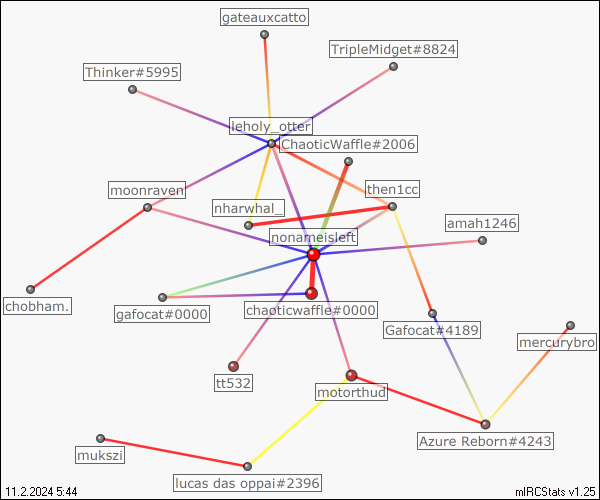 gateauxcatto
TripleMidget#8824
Thinker#5995
leholy_otter
ChaoticWaffle#2006
moonraven
then1cc
nharwhal_
amah1246
nonameisleft
chobham.
gafocat#0000
chaoticwaffle#0000
Gafocat#4189
mercurybro
tt532
motorthud
Azure Reborn#4243
mukszi
lucas das oppai#2396
11.2.2024 5:44
mIRCStats v1.25